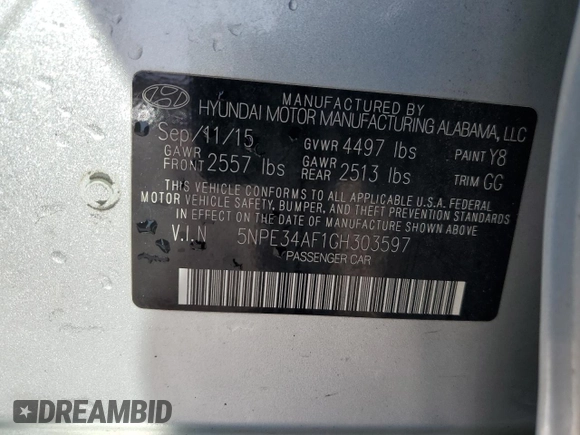 MANUFACTURED BY
HYUNDAI MOTOR MANUFACTURING ALABAMA, LLC
Sep/11/15 GVWR 4497 lbs PAINT Y8
GAWR FRONT 2557 lbs GAWR REAR 2513 lbs TRIM GG
THIS VEHICLE CONFORMS TO ALL APPLICABLE U.S.A. FEDERAL
MOTOR VEHICLE SAFETY, BUMPER, AND THEFT PREVENTION STANDARDS
IN EFFECT ON THE DATE OF MANUFACTURE SHOWN ABOVE.
V.I.N 5NPE34AF1GH303597
PASSENGER CAR
DREAMBID